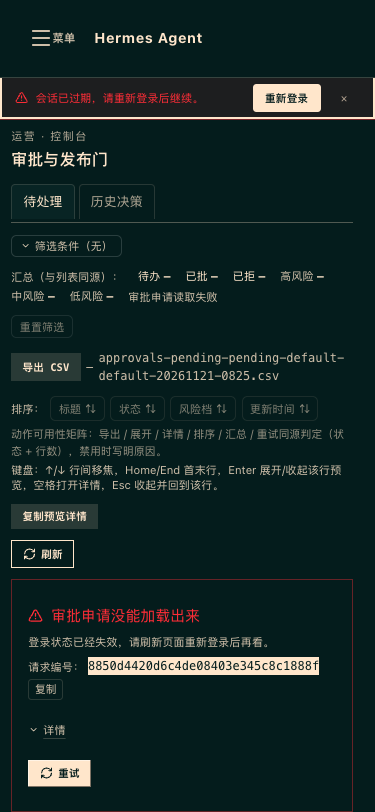 菜单 Hermes Agent
会话已过期，请重新登录后继续。 重新登录 ×
运营 · 控制台
审批与发布门
待处理 历史决策
筛选条件（无）
汇总（与列表同源）： 待办 — 已批 — 已拒 — 高风险 —
中风险 — 低风险 — 审批申请读取失败
重置筛选
导出 CSV — approvals-pending-pending-default-
default-20261121-0825.csv
排序： 标题 ⇅ 状态 ⇅ 风险档 ⇅ 更新时间 ⇅
动作可用性矩阵：导出 / 展开 / 详情 / 排序 / 汇总 / 重试同源判定（状
态 + 行数），禁用时写明原因。
键盘：↑/↓ 行间移焦，Home/End 首末行，Enter 展开/收起该行预
览，空格打开详情，Esc 收起并回到该行。
复制预览详情
刷新
审批申请没能加载出来
登录状态已经失效，请刷新页面重新登录后再看。
请求编号： 8850d4420d6c4de08403e345c8c1888f
复制
详情
重试